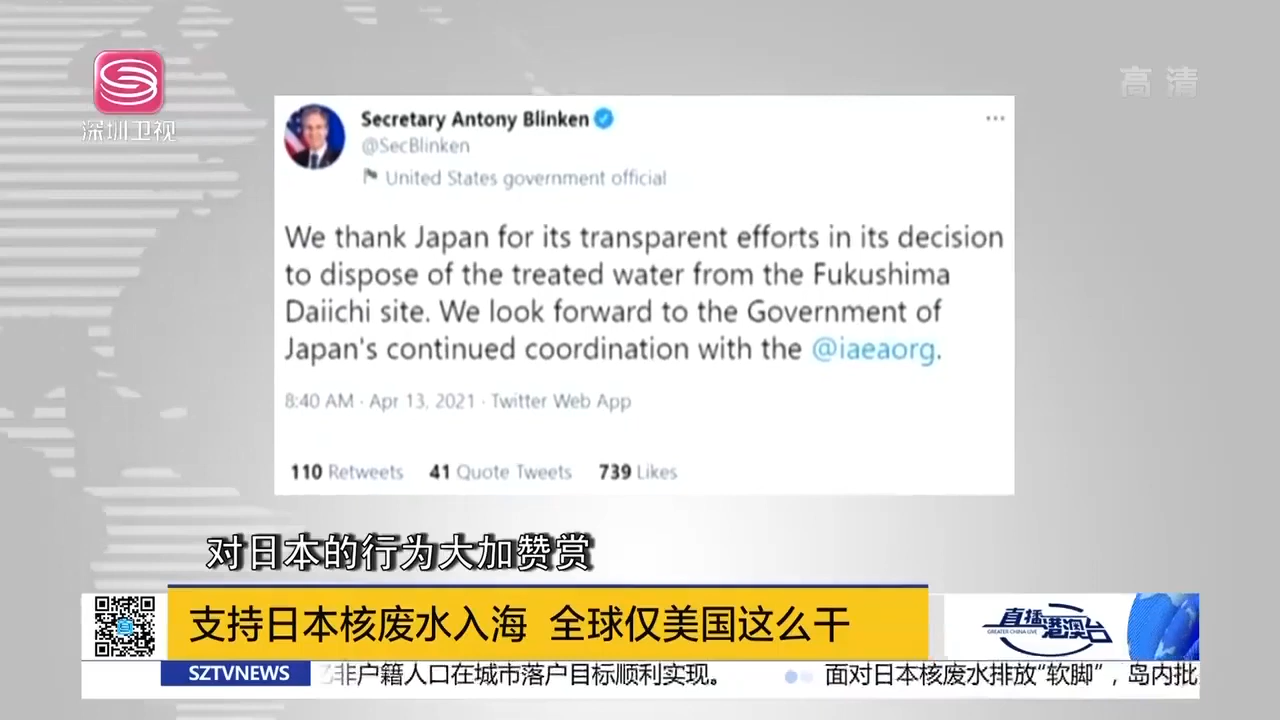 深圳卫视
高清
Secretary Antony Blinken
@SecBlinken
United States government official
We thank Japan for its transparent efforts in its decision
to dispose of the treated water from the Fukushima
Daiichi site. We look forward to the Government of
Japan's continued coordination with the @iaeaorg.
8:40 AM · Apr 13, 2021 · Twitter Web App
110 Retweets 41 Quote Tweets 739 Likes
对日本的行为大加赞赏
支持日本核废水入海 全球仅美国这么干
直播港澳台
GREATER CHINA LIVE
SZTVNEWS
非户籍人口在城市落户目标顺利实现。
面对日本核废水排放“软脚”，岛内批